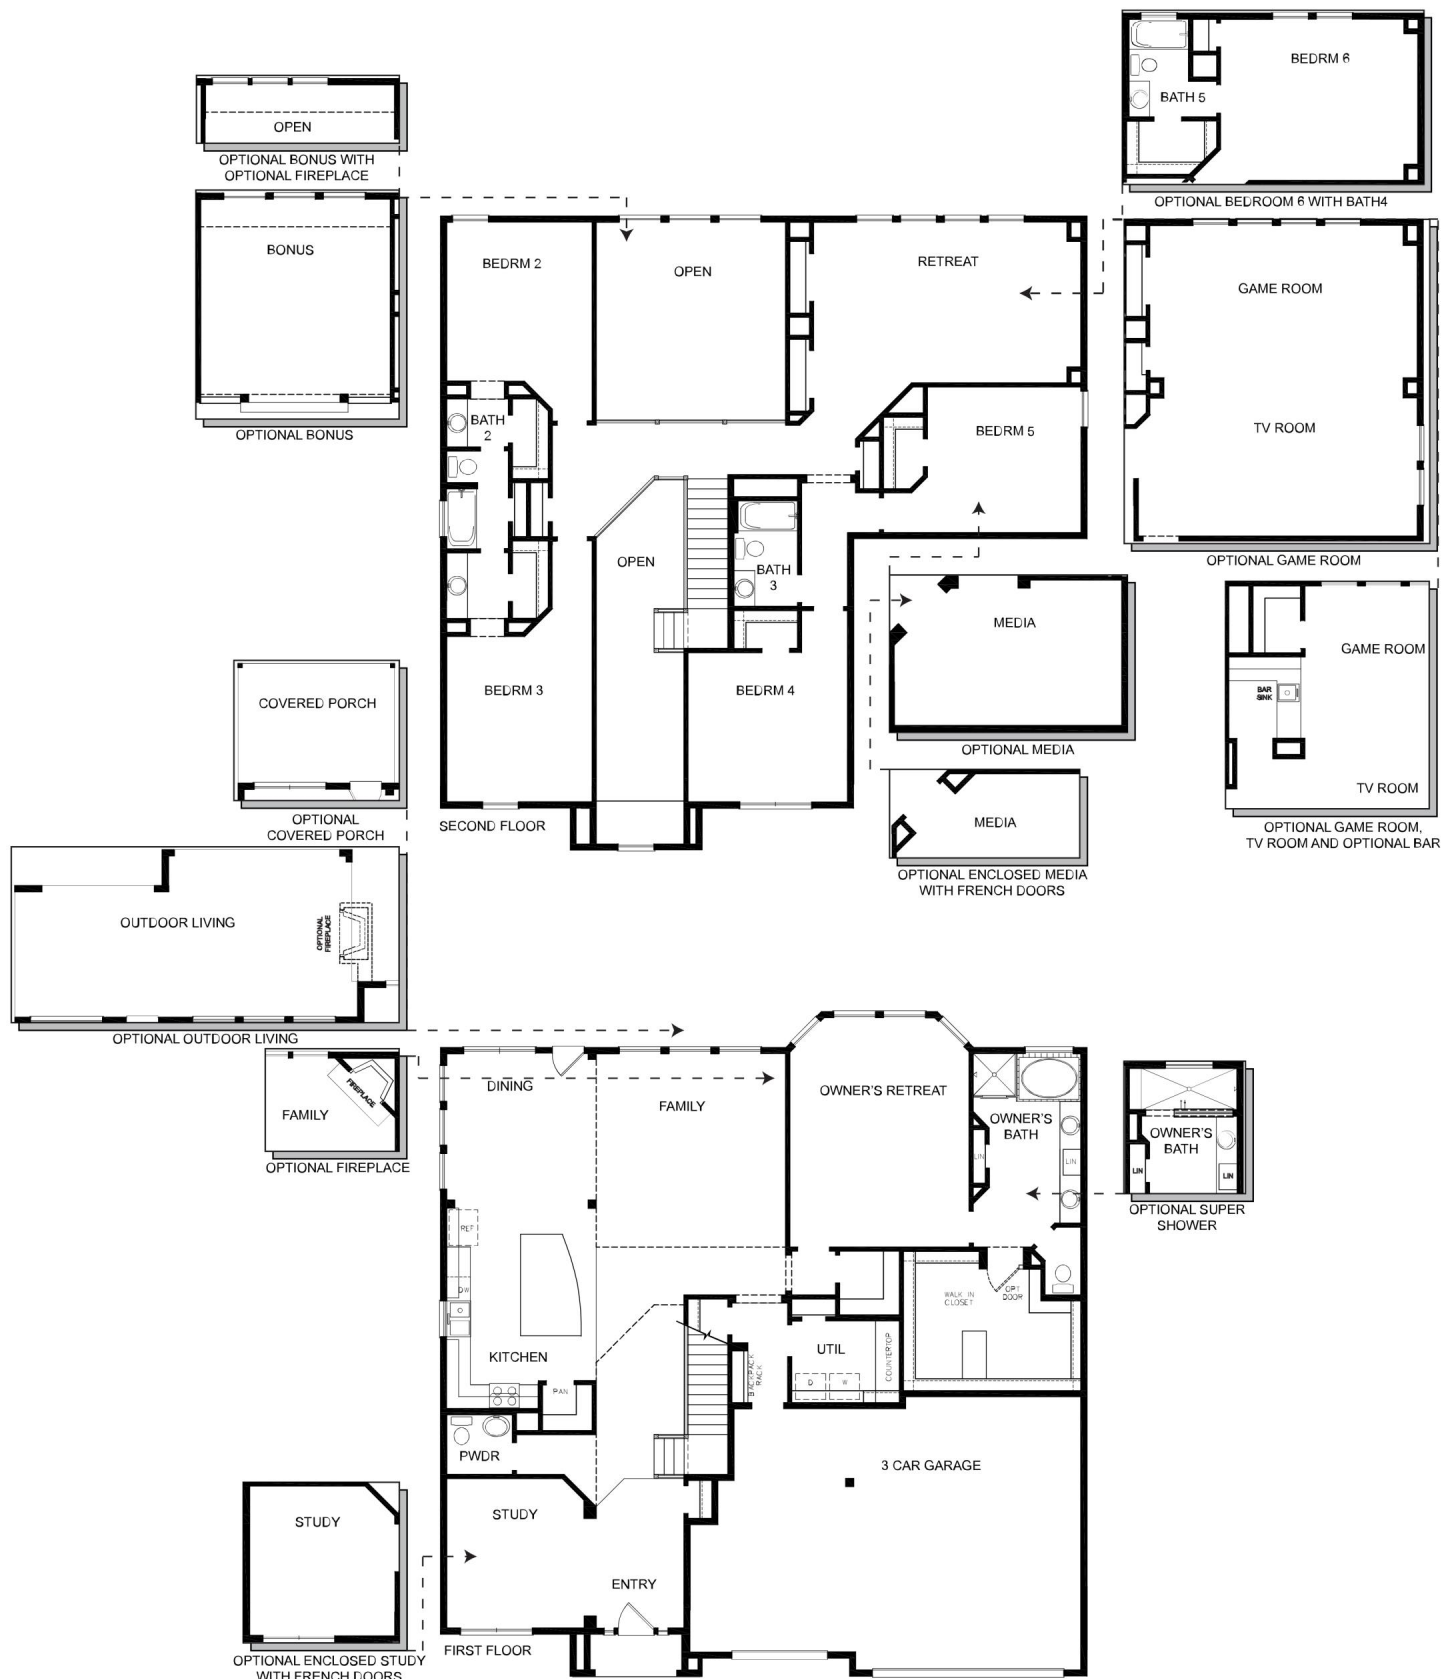 OPEN
OPTIONAL BONUS WITH
OPTIONAL FIREPLACE
BONUS
OPTIONAL BONUS
BEDRM 6
BATH 5
OPTIONAL BEDROOM 6 WITH BATH4
BEDRM 2
OPEN
RETREAT
GAME ROOM
TV ROOM
OPTIONAL GAME ROOM
BATH
2
BEDRM 5
OPEN
BATH
3
BEDRM 3
BEDRM 4
SECOND FLOOR
MEDIA
OPTIONAL MEDIA
MEDIA
OPTIONAL ENCLOSED MEDIA
WITH FRENCH DOORS
GAME ROOM
BAR
SINK
TV ROOM
OPTIONAL GAME ROOM,
TV ROOM AND OPTIONAL BAR
COVERED PORCH
OPTIONAL
COVERED PORCH
OUTDOOR LIVING
OPTIONAL
FIREPLACE
OPTIONAL OUTDOOR LIVING
FIREPLACE
FAMILY
OPTIONAL FIREPLACE
DINING
FAMILY
OWNER'S RETREAT
OWNER'S
BATH
LIN
LIN
OWNER'S
BATH
LIN
LIN
OPTIONAL SUPER
SHOWER
REF
DW
KITCHEN
PAN
WALK IN
CLOSET
OPT
DOOR
UTIL
D
W
COUNTERTOP
BACKPACK
RACK
PWDR
3 CAR GARAGE
STUDY
ENTRY
FIRST FLOOR
STUDY
OPTIONAL ENCLOSED STUDY
WITH FRENCH DOORS